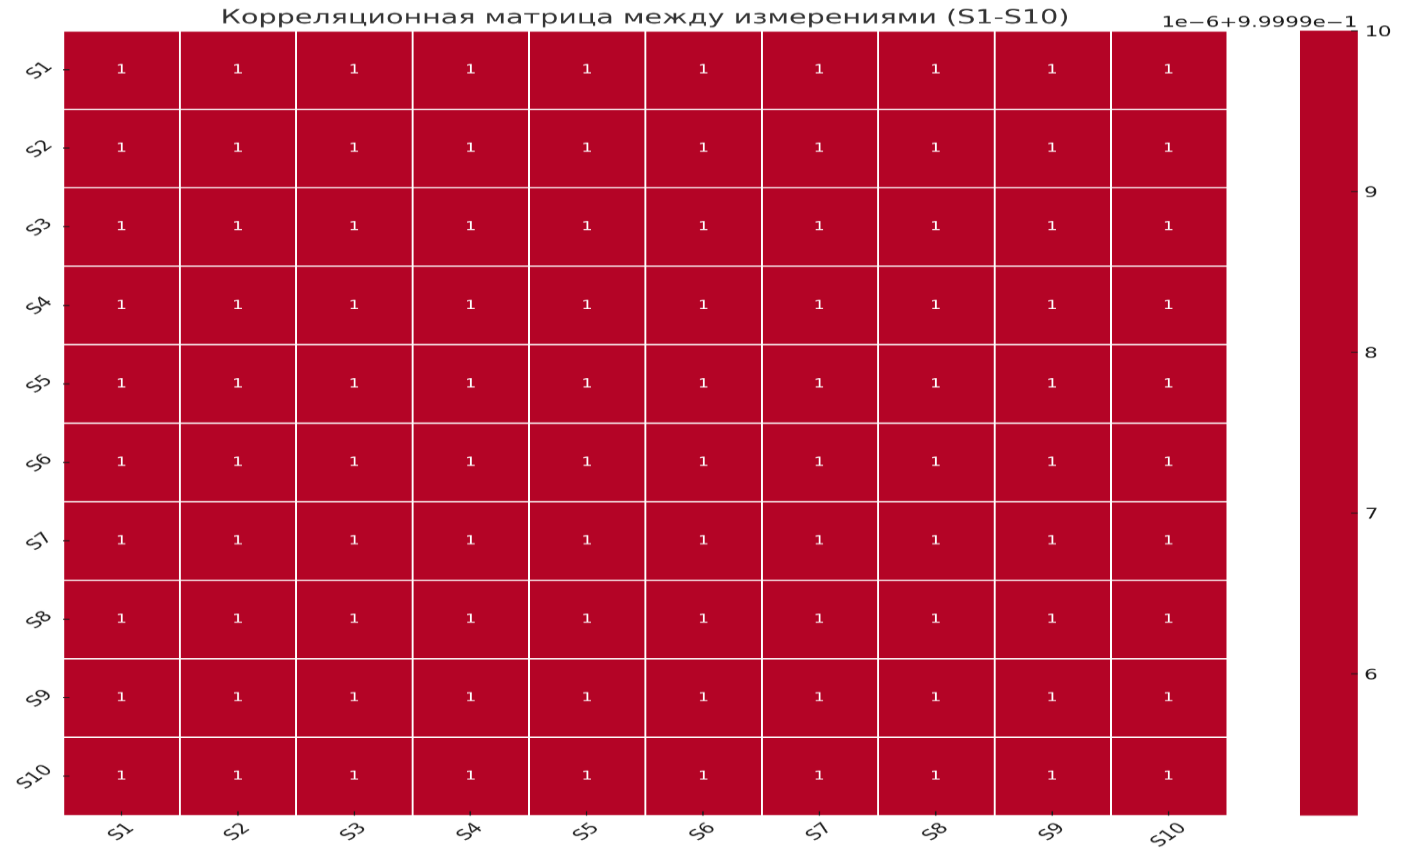 Корреляционная матрица между измерениями (S1-S10)
1e−6+9.9999e−1
10
S1 1 1 1 1 1 1 1 1 1 1
S2 1 1 1 1 1 1 1 1 1 1
9
S3 1 1 1 1 1 1 1 1 1 1
S4 1 1 1 1 1 1 1 1 1 1
8
S5 1 1 1 1 1 1 1 1 1 1
S6 1 1 1 1 1 1 1 1 1 1
7
S7 1 1 1 1 1 1 1 1 1 1
S8 1 1 1 1 1 1 1 1 1 1
6
S9 1 1 1 1 1 1 1 1 1 1
S10 1 1 1 1 1 1 1 1 1 1
S1 S2 S3 S4 S5 S6 S7 S8 S9 S10